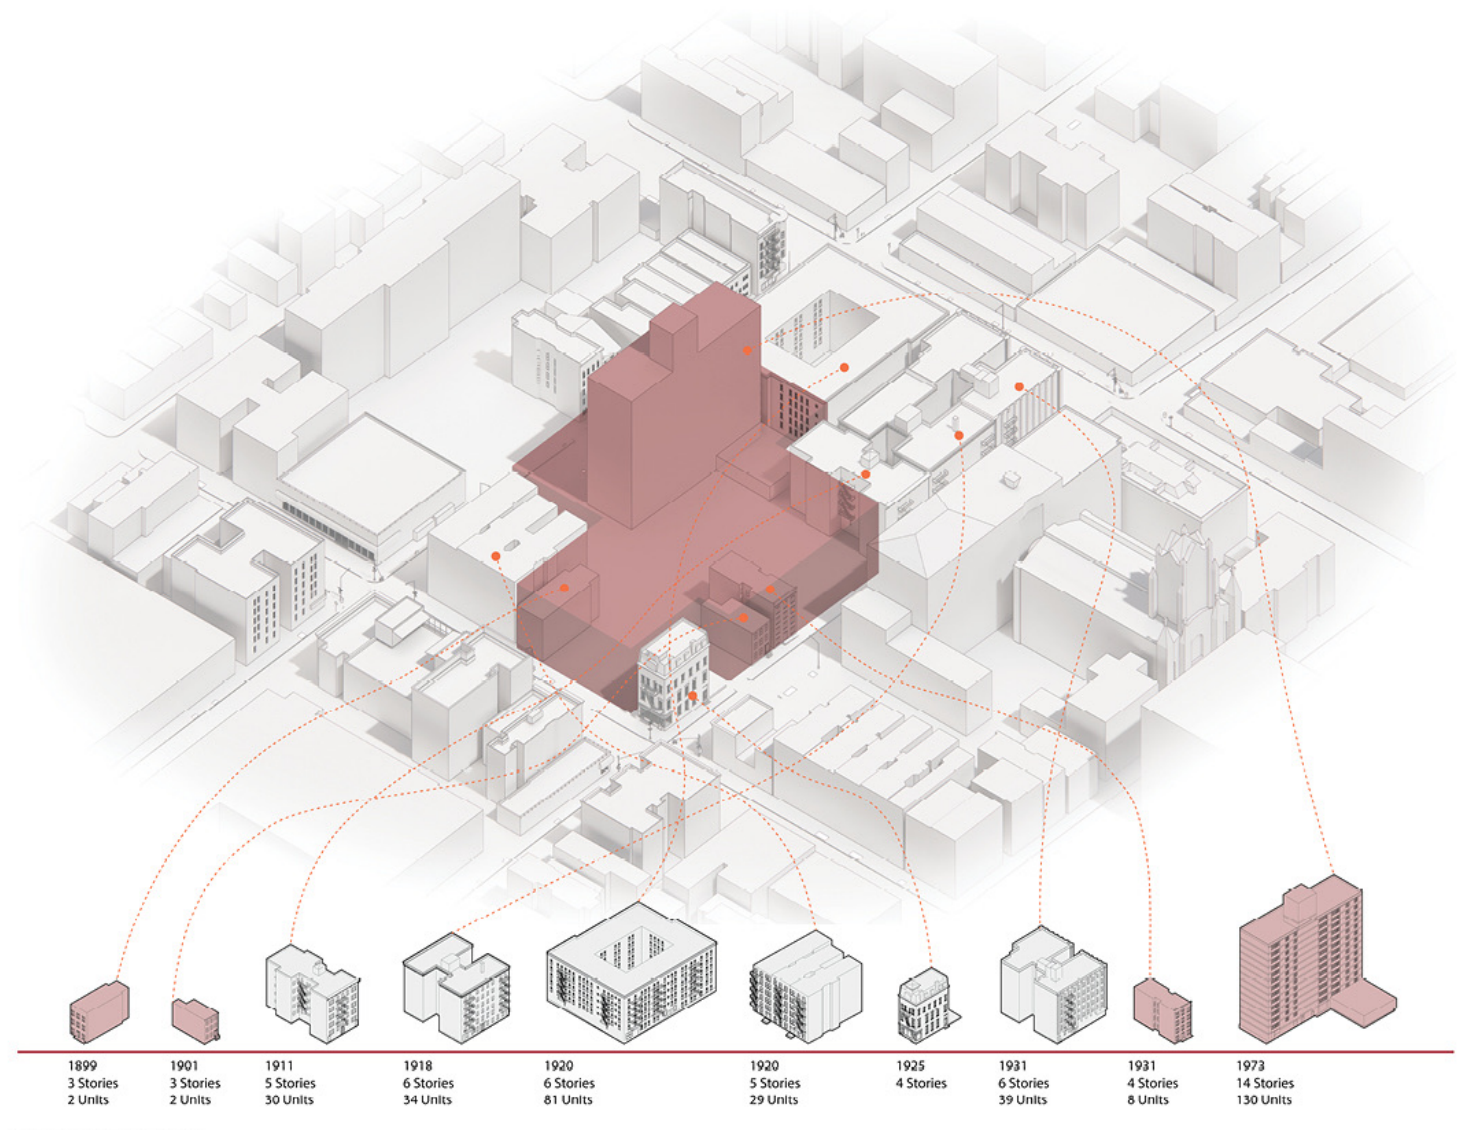 1899
3 Stories
2 Units
1901
3 Stories
2 Units
1911
5 Stories
30 Units
1918
6 Stories
34 Units
1920
6 Stories
81 Units
1920
5 Stories
29 Units
1925
4 Stories
1931
6 Stories
39 Units
1931
4 Stories
8 Units
1973
14 Stories
130 Units